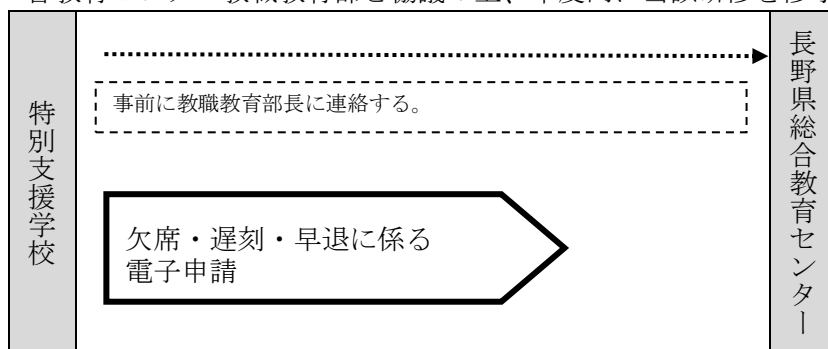 特別支援学校
事前に教職教育部長に連絡する。
欠席・遅刻・早退に係る
電子申請
長野県総合教育センター